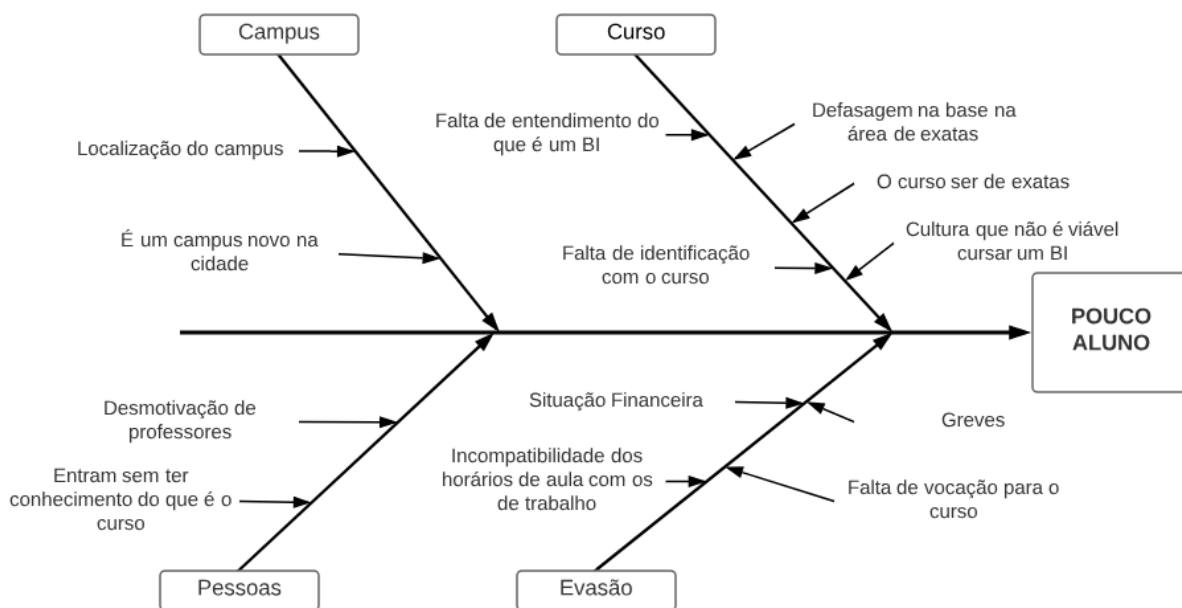 Campus
Curso
Localização do campus
É um campus novo na
cidade
Falta de entendimento do
que é um BI
Defasagem na base na
área de exatas
O curso ser de exatas
Falta de identificação
com o curso
Cultura que não é viável
cursar um BI
POUCO
ALUNO
Desmotivação de
professores
Entram sem ter
conhecimento do que é o
curso
Situação Financeira
Greves
Incompatibilidade dos
horários de aula com os
de trabalho
Falta de vocação para o
curso
Pessoas
Evasão